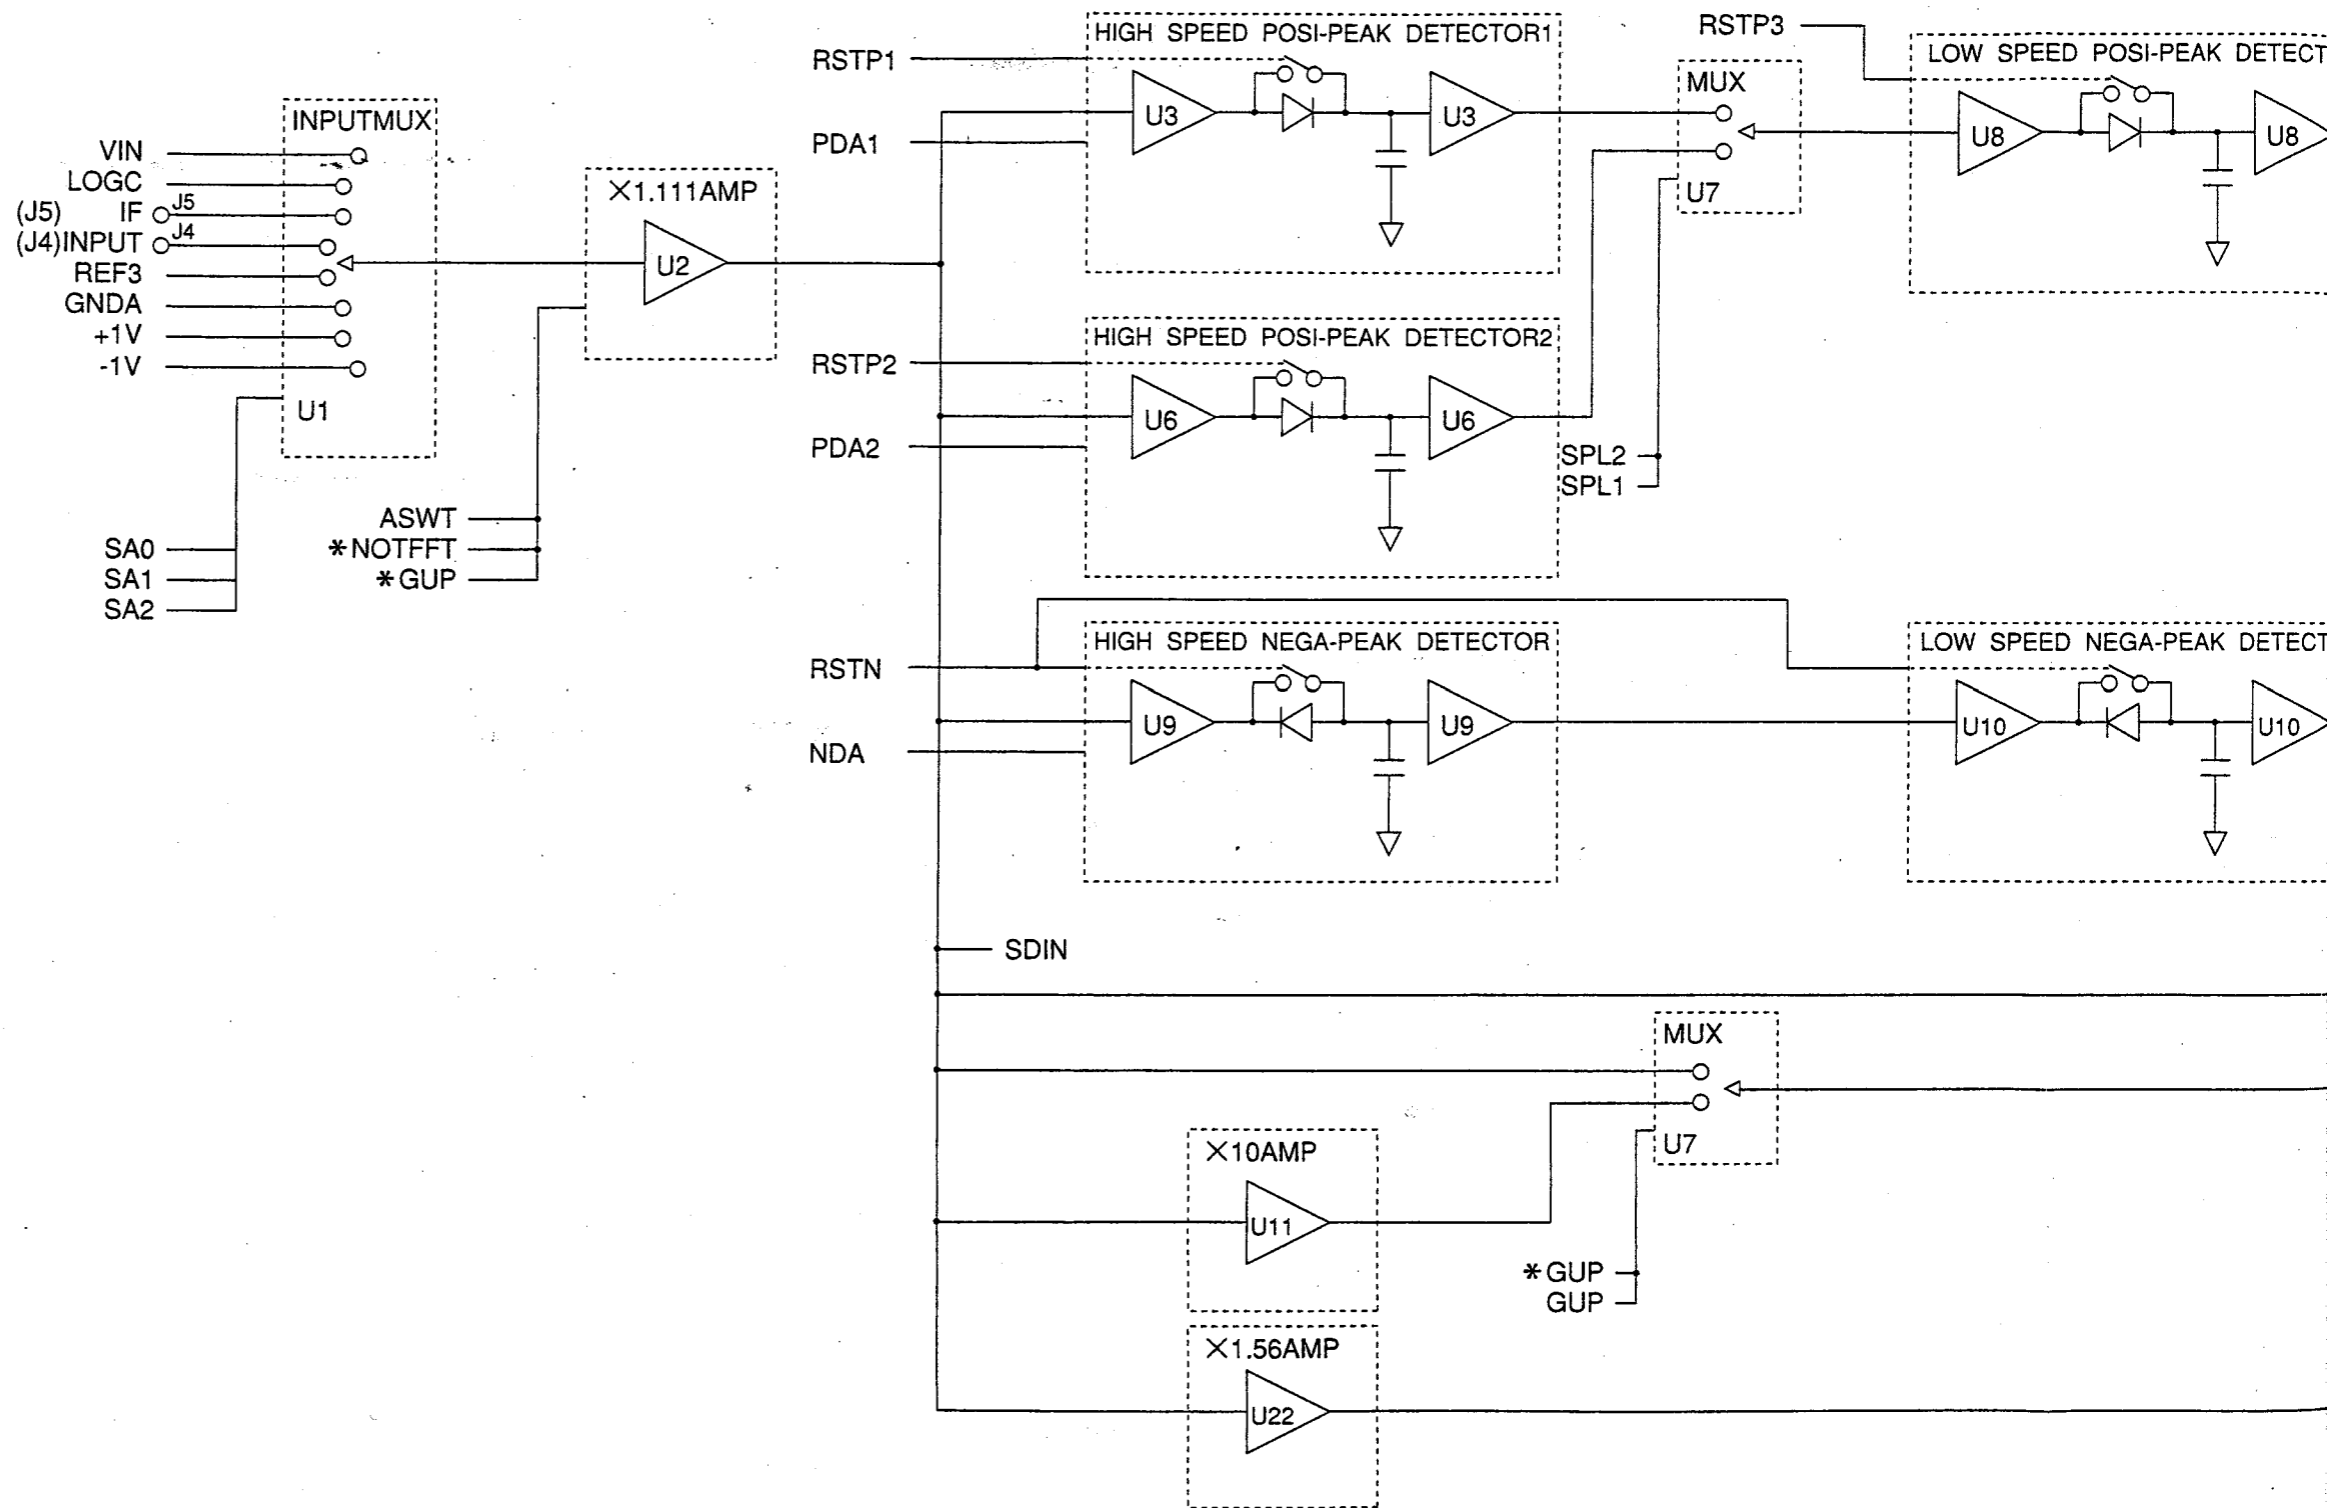 HIGH SPEED POSI-PEAK DETECTOR1
RSTP1
U3
U3
PDA1
RSTP3
LOW SPEED POSI-PEAK DETECT
MUX
U8
U8
U7
INPUTMUX
VIN
LOGC
(J5) IF J5
(J4)INPUT J4
REF3
GNDA
+1V
-1V
U1
×1.111AMP
U2
HIGH SPEED POSI-PEAK DETECTOR2
RSTP2
U6
U6
PDA2
SPL2
SPL1
ASWT
*NOTFFT
*GUP
SA0
SA1
SA2
HIGH SPEED NEGA-PEAK DETECTOR
RSTN
U9
U9
NDA
LOW SPEED NEGA-PEAK DETECT
U10
U10
SDIN
MUX
U7
×10AMP
U11
*GUP
GUP
×1.56AMP
U22